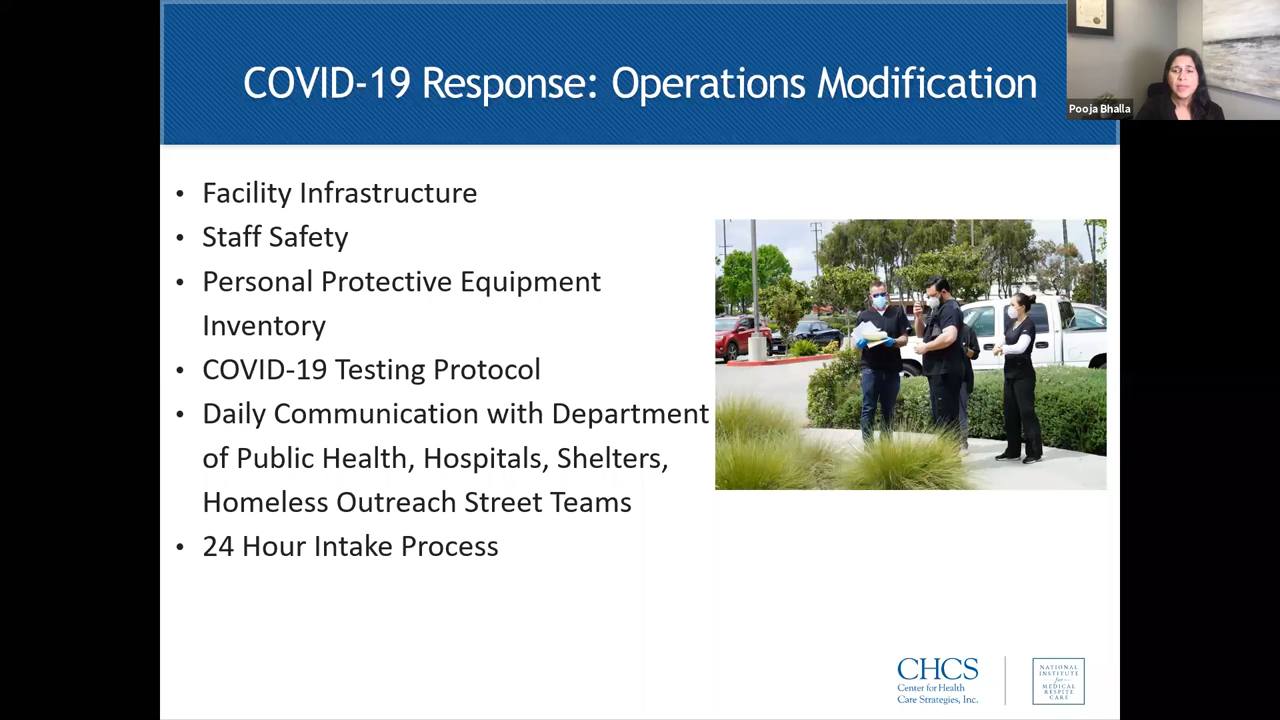 COVID-19 Response: Operations Modification
Pooja Bhalla
• Facility Infrastructure
• Staff Safety
• Personal Protective Equipment
Inventory
• COVID-19 Testing Protocol
• Daily Communication with Department
of Public Health, Hospitals, Shelters,
Homeless Outreach Street Teams
• 24 Hour Intake Process
CHCS
Center for Health
Care Strategies, Inc.
NATIONAL
INSTITUTE
for
MEDICAL
RESPITE
CARE